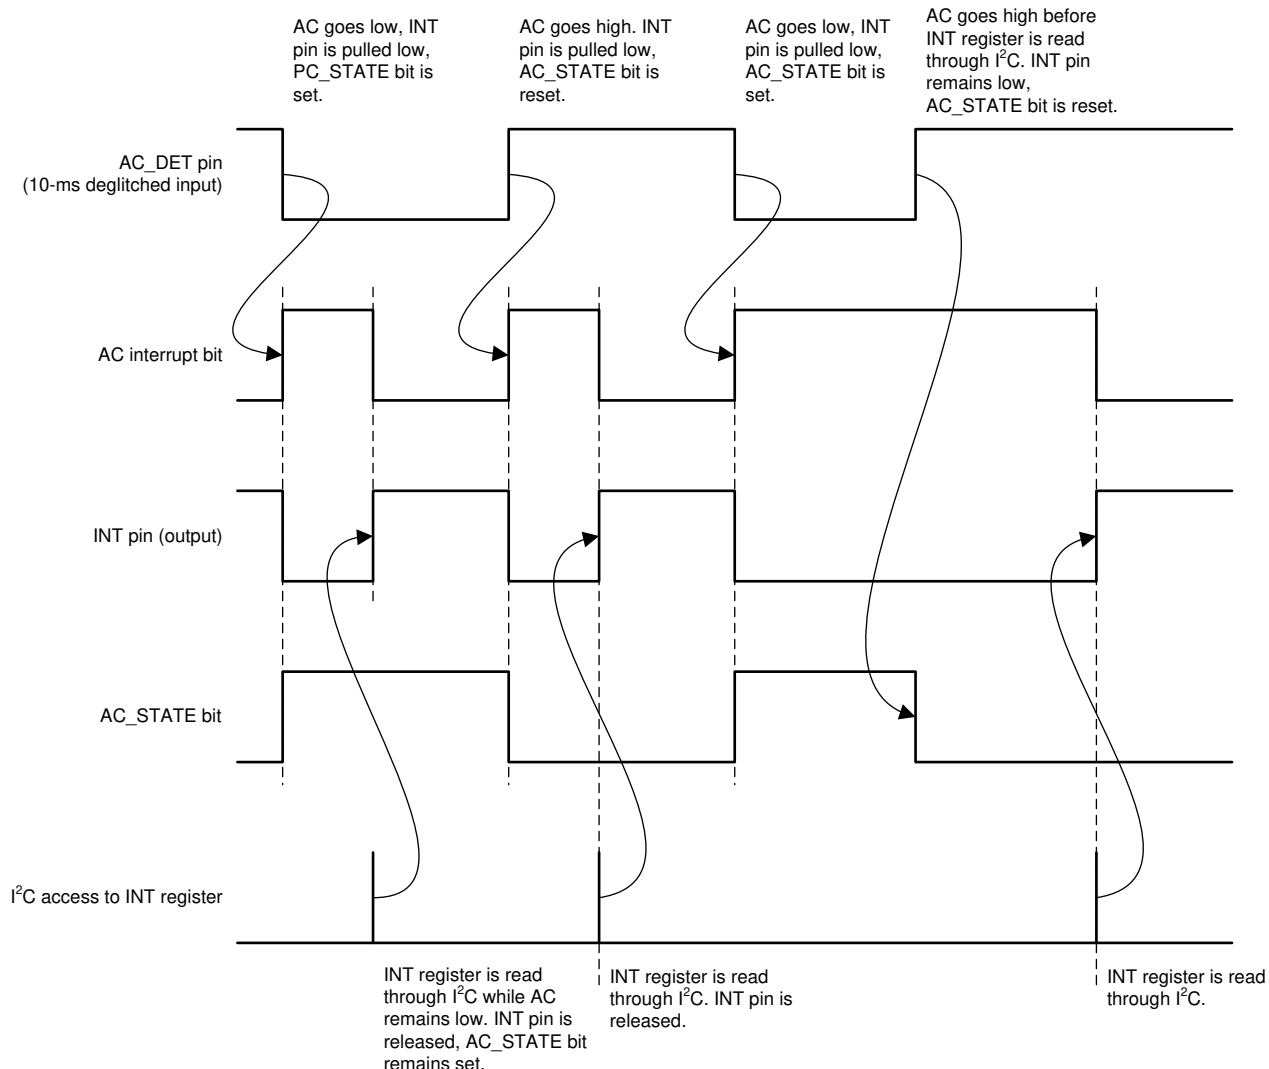 AC goes low, INT
pin is pulled low,
PC_STATE bit is
set.
AC goes high. INT
pin is pulled low,
AC_STATE bit is
reset.
AC goes low, INT
pin is pulled low,
AC_STATE bit is
set.
AC goes high before
INT register is read
through I²C. INT pin
remains low,
AC_STATE bit is reset.
AC_DET pin
(10-ms deglitched input)
AC interrupt bit
INT pin (output)
AC_STATE bit
I²C access to INT register
INT register is read
through I²C while AC
remains low. INT pin is
released, AC_STATE bit
remains set.
INT register is read
through I²C. INT pin is
released.
INT register is read
through I²C.